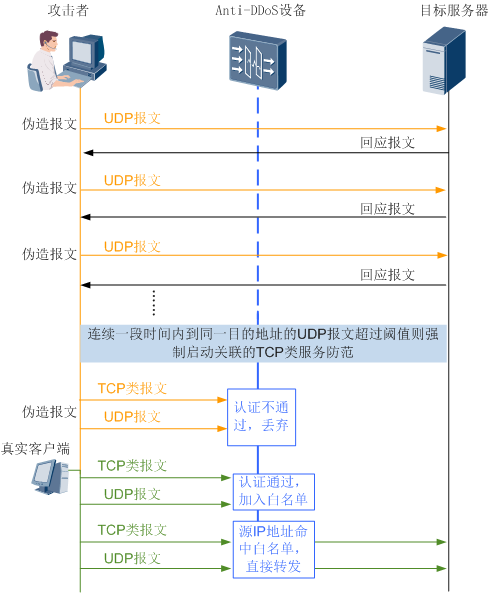 攻击者
Anti-DDoS设备
目标服务器
伪造报文
UDP报文
回应报文
伪造报文
UDP报文
回应报文
伪造报文
UDP报文
回应报文
连续一段时间内到同一目的地址的UDP报文超过阈值则强
制启动关联的TCP类服务防范
TCP类报文
伪造报文
UDP报文
认证不通
过，丢弃
真实客户端
TCP类报文
UDP报文
认证通过，
加入白名单
TCP类报文
UDP报文
源IP地址命
中白名单，
直接转发